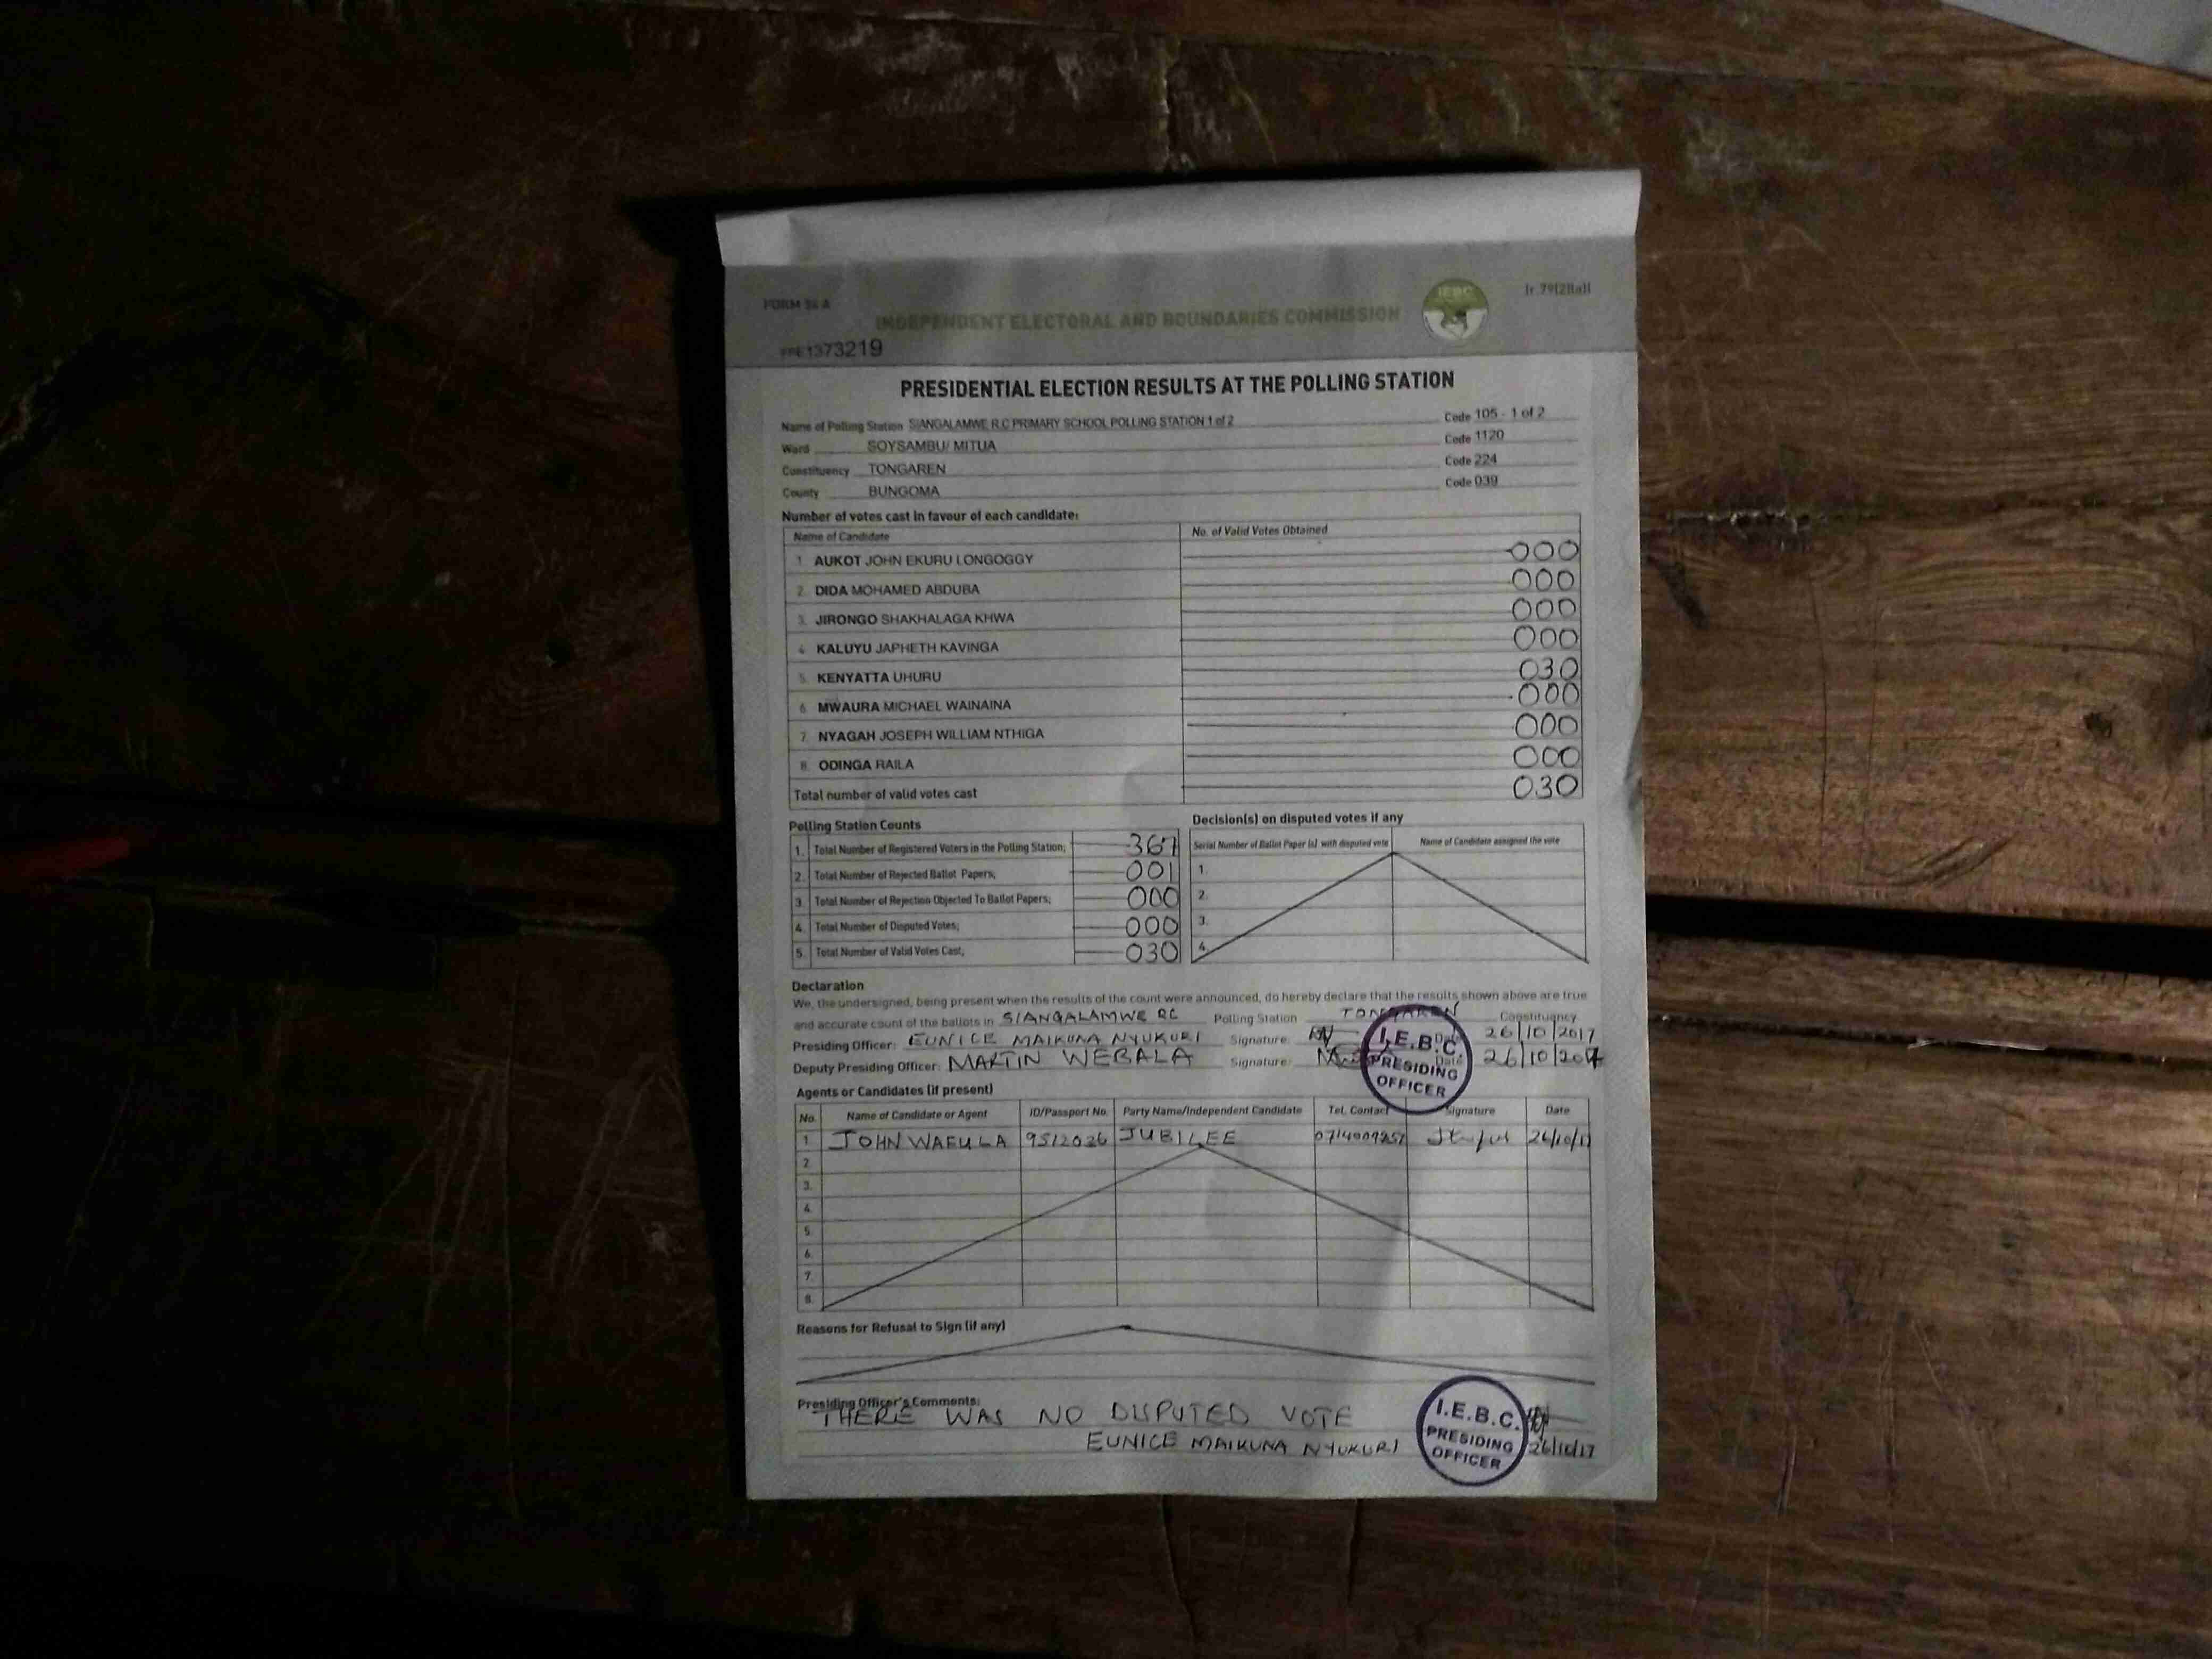 FORM 34 A
INDEPENDENT ELECTORAL AND BOUNDARIES COMMISSION
1373219
PRESIDENTIAL ELECTION RESULTS AT THE POLLING STATION
Name of Polling Station SIANGALAMWE R.C PRIMARY SCHOOL POLLING STATION 1 of 2 Code 105 - 1 of 2
Ward SOYSAMBU/ MITUA Code 1120
Constituency TONGAREN Code 224
County BUNGOMA Code 039
Number of votes cast in favour of each candidate:
Name of Candidate No. of Valid Votes Obtained
1. AUKOT JOHN EKURU LONGOGGY 000
2. DIDA MOHAMED ABDUBA 000
3. JIRONGO SHAKHALAGA KHWA 000
4. KALUYU JAPHETH KAVINGA 000
5. KENYATTA UHURU 030
6. MWAURA MICHAEL WAINAINA 000
7. NYAGAH JOSEPH WILLIAM NTHIGA 000
8. ODINGA RAILA 000
Total number of valid votes cast 030
Polling Station Counts
1. Total Number of Registered Voters in the Polling Station;
2. Total Number of Rejected Ballot Papers; 001
3. Total Number of Rejection Objected To Ballot Papers; 000
4. Total Number of Disputed Votes; 000
5. Total Number of Valid Votes Cast; 030
Decision(s) on disputed votes if any
Serial Number of Ballot Paper (s) with disputed vote Name of Candidate assigned the vote
1.
2.
3.
4.
Declaration
We, the undersigned, being present when the results of the count were announced, do hereby declare that the results shown above are true
and accurate count of the ballots in SIANGALAMWE RC Polling Station TONGAREN Constituency
Presiding Officer: EUNICE MAIKUNA NYUKURI Signature: Date 26/10/2017
Deputy Presiding Officer: MARTIN WEBALA Signature: Date 26/10/2017
I.E.B.C.
PRESIDING
OFFICER
Agents or Candidates (if present)
No. Name of Candidate or Agent ID/Passport No. Party Name/Independent Candidate Tel. Contact Signature Date
1. JOHN WAFULA 9512036 JUBILEE 26/10/17
2.
3.
4.
5.
6.
7.
8.
Reasons for Refusal to Sign (if any)
Presiding Officer's Comments:
THERE WAS NO DISPUTED VOTE
EUNICE MAIKUNA NYUKURI 26/10/17
I.E.B.C.
PRESIDING
OFFICER